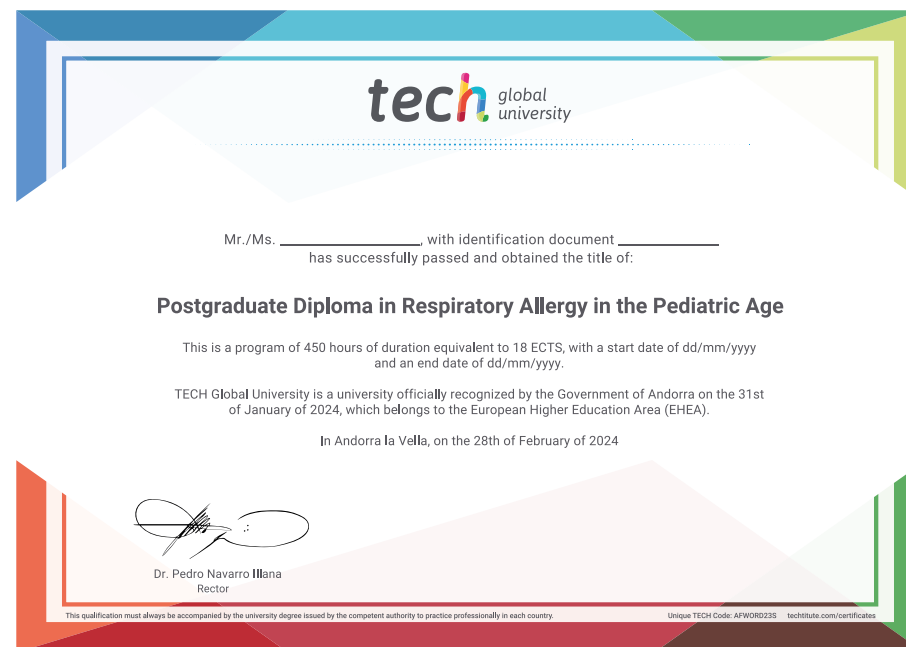 tech global university
Mr./Ms. ____________, with identification document ____________
has successfully passed and obtained the title of:
Postgraduate Diploma in Respiratory Allergy in the Pediatric Age
This is a program of 450 hours of duration equivalent to 18 ECTS, with a start date of dd/mm/yyyy
and an end date of dd/mm/yyyy.
TECH Global University is a university officially recognized by the Government of Andorra on the 31st
of January of 2024, which belongs to the European Higher Education Area (EHEA).
In Andorra la Vella, on the 28th of February of 2024
Dr. Pedro Navarro Illana
Rector
This qualification must always be accompanied by the university degree issued by the competent authority to practice professionally in each country.
Unique TECH Code: AFWORD23S techtitute.com/certificates